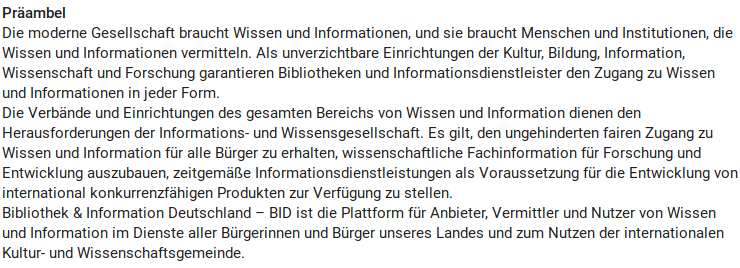 Präambel
Die moderne Gesellschaft braucht Wissen und Informationen, und sie braucht Menschen und Institutionen, die
Wissen und Informationen vermitteln. Als unverzichtbare Einrichtungen der Kultur, Bildung, Information,
Wissenschaft und Forschung garantieren Bibliotheken und Informationsdienstleister den Zugang zu Wissen
und Informationen in jeder Form.
Die Verbände und Einrichtungen des gesamten Bereichs von Wissen und Information dienen den
Herausforderungen der Informations- und Wissensgesellschaft. Es gilt, den ungehinderten fairen Zugang zu
Wissen und Information für alle Bürger zu erhalten, wissenschaftliche Fachinformation für Forschung und
Entwicklung auszubauen, zeitgemäße Informationsdienstleistungen als Voraussetzung für die Entwicklung von
international konkurrenzfähigen Produkten zur Verfügung zu stellen.
Bibliothek & Information Deutschland – BID ist die Plattform für Anbieter, Vermittler und Nutzer von Wissen
und Information im Dienste aller Bürgerinnen und Bürger unseres Landes und zum Nutzen der internationalen
Kultur- und Wissenschaftsgemeinde.